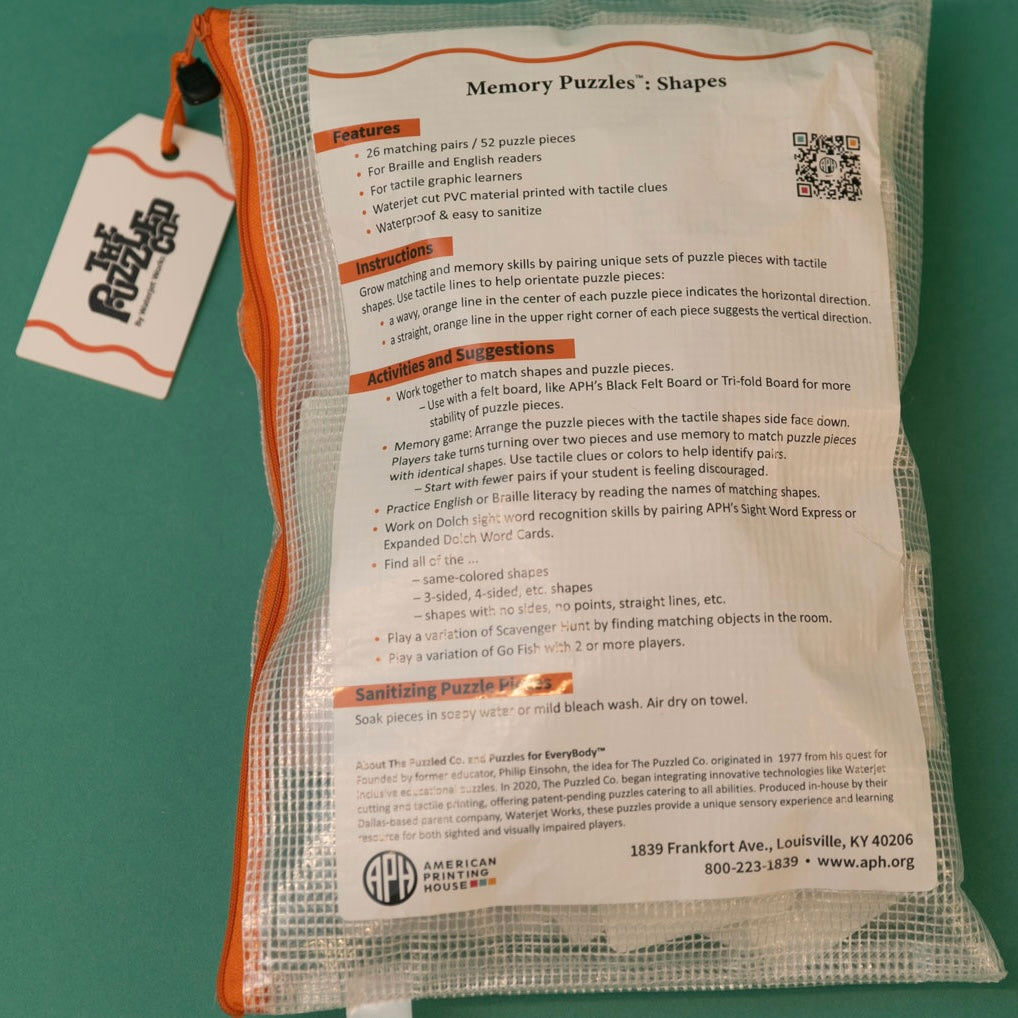 Memory Puzzles™: Shapes
Features
• 26 matching pairs / 52 puzzle pieces
• For Braille and English readers
• For tactile graphic learners
• Waterjet cut PVC material printed with tactile clues
• Waterproof & easy to sanitize
Instructions
Grow matching and memory skills by pairing unique sets of puzzle pieces with tactile
shapes. Use tactile lines to help orientate puzzle pieces:
• a wavy, orange line in the center of each puzzle piece indicates the horizontal direction.
• a straight, orange line in the upper right corner of each piece suggests the vertical direction.
Activities and Suggestions
• Work together to match shapes and puzzle pieces.
– Use with a felt board, like APH's Black Felt Board or Tri-fold Board for more
stability of puzzle pieces.
• Memory game: Arrange the puzzle pieces with the tactile shapes side face down.
Players take turns turning over two pieces and use memory to match puzzle pieces
with identical shapes. Use tactile clues or colors to help identify pairs.
– Start with fewer pairs if your student is feeling discouraged.
• Practice English or Braille literacy by reading the names of matching shapes.
• Work on Dolch sight word recognition skills by pairing APH's Sight Word Express or
Expanded Dolch Word Cards.
• Find all of the ...
– same-colored shapes
– 3-sided, 4-sided, etc. shapes
– shapes with no sides, no points, straight lines, etc.
• Play a variation of Scavenger Hunt by finding matching objects in the room.
• Play a variation of Go Fish with 2 or more players.
Sanitizing Puzzle Pieces
Soak pieces in soapy water or mild bleach wash. Air dry on towel.
About The Puzzled Co. and Puzzles for EveryBody™
Founded by former educator, Philip Einsohn, the idea for The Puzzled Co. originated in 1977 from his quest for
inclusive educational puzzles. In 2020, The Puzzled Co. began integrating innovative technologies like Waterjet
cutting and tactile printing, offering patent-pending puzzles catering to all abilities. Produced in-house by their
Dallas-based parent company, Waterjet Works, these puzzles provide a unique sensory experience and learning
resource for both sighted and visually impaired players.
APH
AMERICAN
PRINTING
HOUSE
1839 Frankfort Ave., Louisville, KY 40206
800-223-1839 • www.aph.org
THE
PUZZLED
CO.
By Waterjet Works